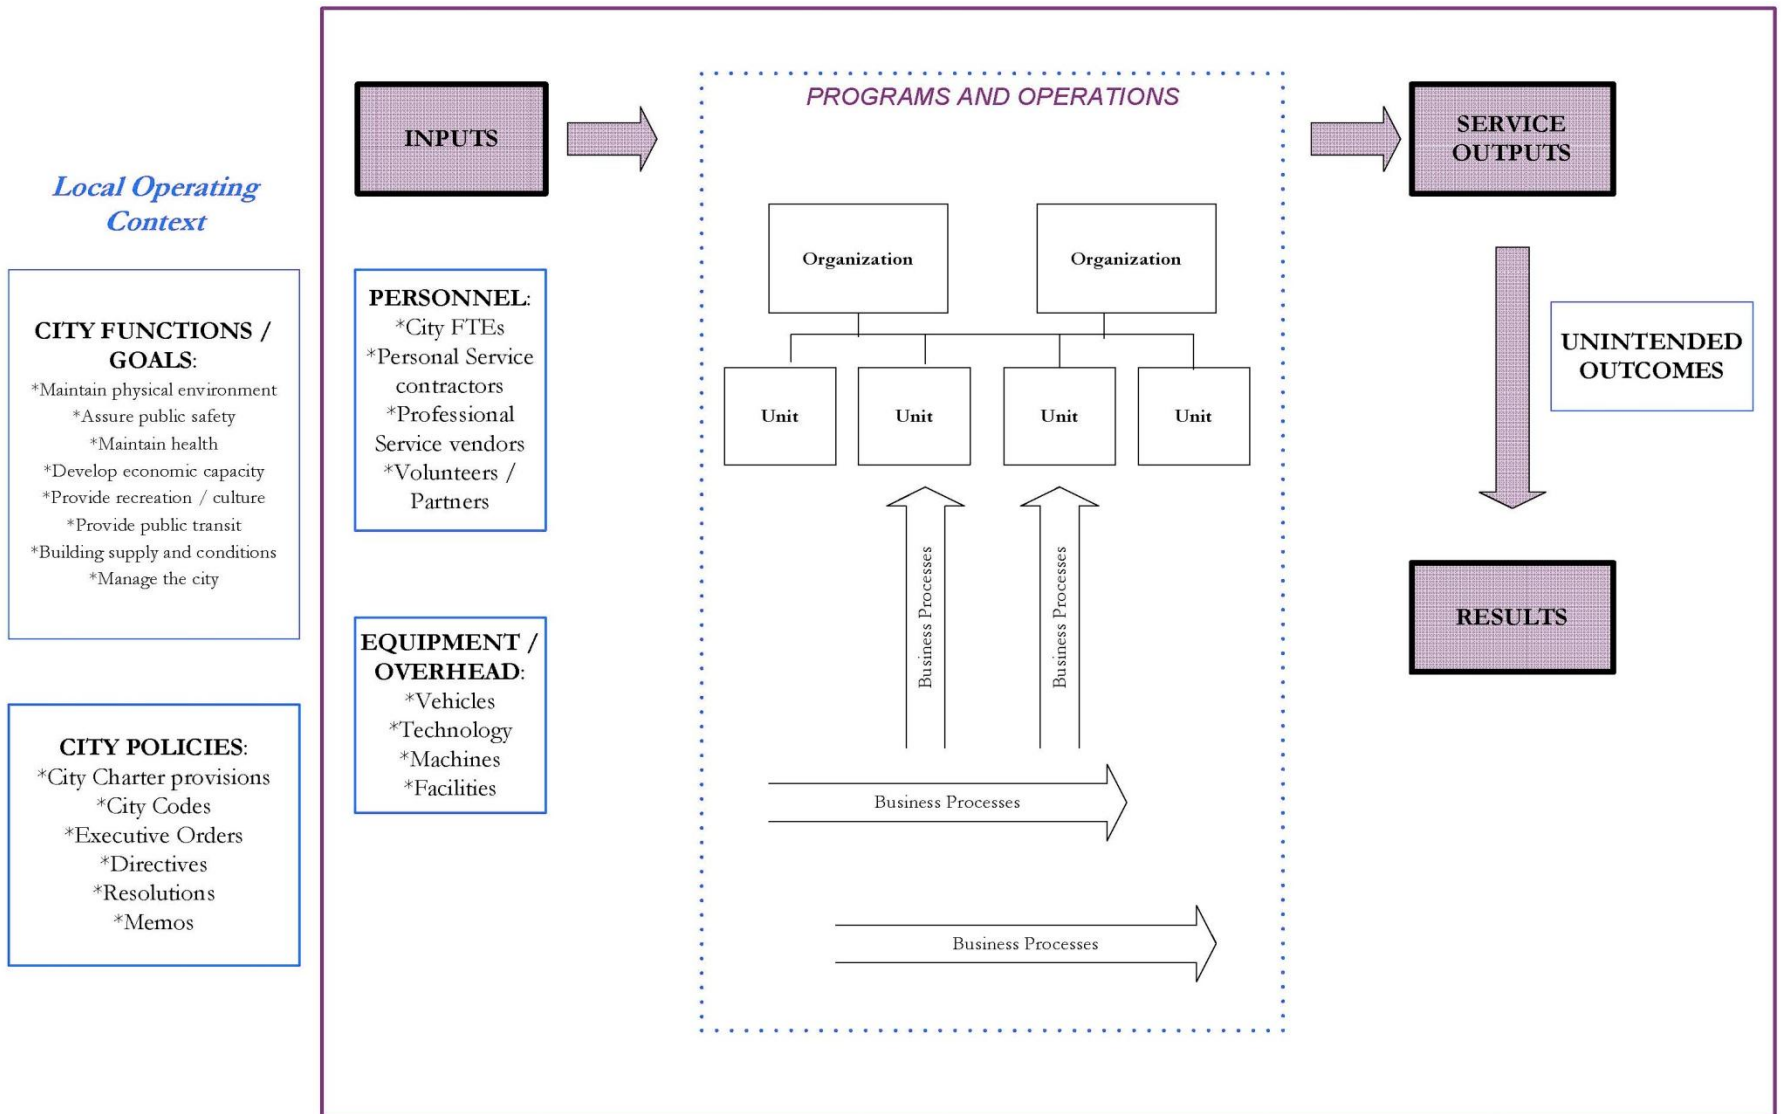 Local Operating
Context
CITY FUNCTIONS /
GOALS:
*Maintain physical environment
*Assure public safety
*Maintain health
*Develop economic capacity
*Provide recreation / culture
*Provide public transit
*Building supply and conditions
*Manage the city
CITY POLICIES:
*City Charter provisions
*City Codes
*Executive Orders
*Directives
*Resolutions
*Memos
INPUTS
PERSONNEL:
*City FTEs
*Personal Service
contractors
*Professional
Service vendors
*Volunteers /
Partners
EQUIPMENT /
OVERHEAD:
*Vehicles
*Technology
*Machines
*Facilities
PROGRAMS AND OPERATIONS
Organization
Organization
Unit
Unit
Unit
Unit
Business Processes
Business Processes
Business Processes
Business Processes
SERVICE
OUTPUTS
UNINTENDED
OUTCOMES
RESULTS